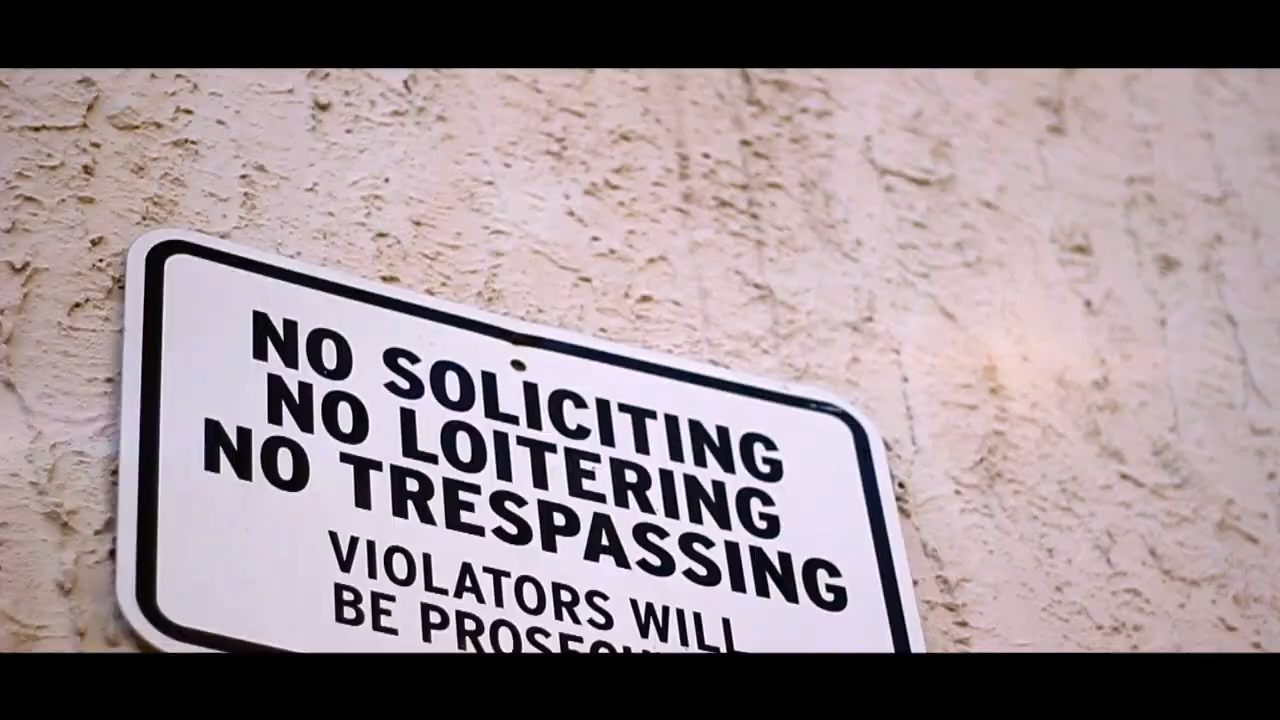 NO SOLICITING
NO LOITERING
NO TRESPASSING
VIOLATORS WILL
BE